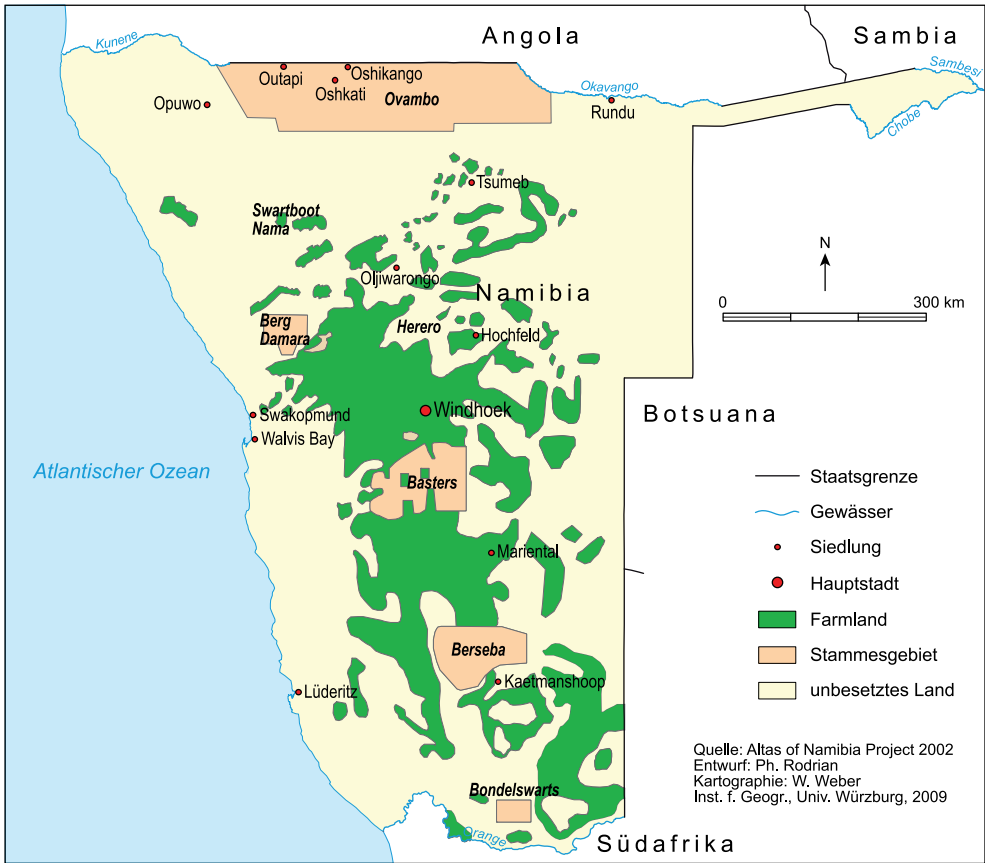 Angola
Sambia
Kunene
Sambesi
Outapi
Oshikango
Oshkati
Ovambo
Opuwo
Okavango
Rundu
Chobe
Tsumeb
Swartboot
Nama
Oljiwarongo
Namibia
N
0
300 km
Berg
Damara
Herero
Hochfeld
Windhoek
Botsuana
Swakopmund
Walvis Bay
Atlantischer Ozean
Basters
Staatsgrenze
Gewässer
Siedlung
Hauptstadt
Farmland
Stammesgebiet
unbesetztes Land
Mariental
Berseba
Kaetmanshoop
Lüderitz
Bondelswarts
Orange
Südafrika
Quelle: Altas of Namibia Project 2002
Entwurf: Ph. Rodrian
Kartographie: W. Weber
Inst. f. Geogr., Univ. Würzburg, 2009